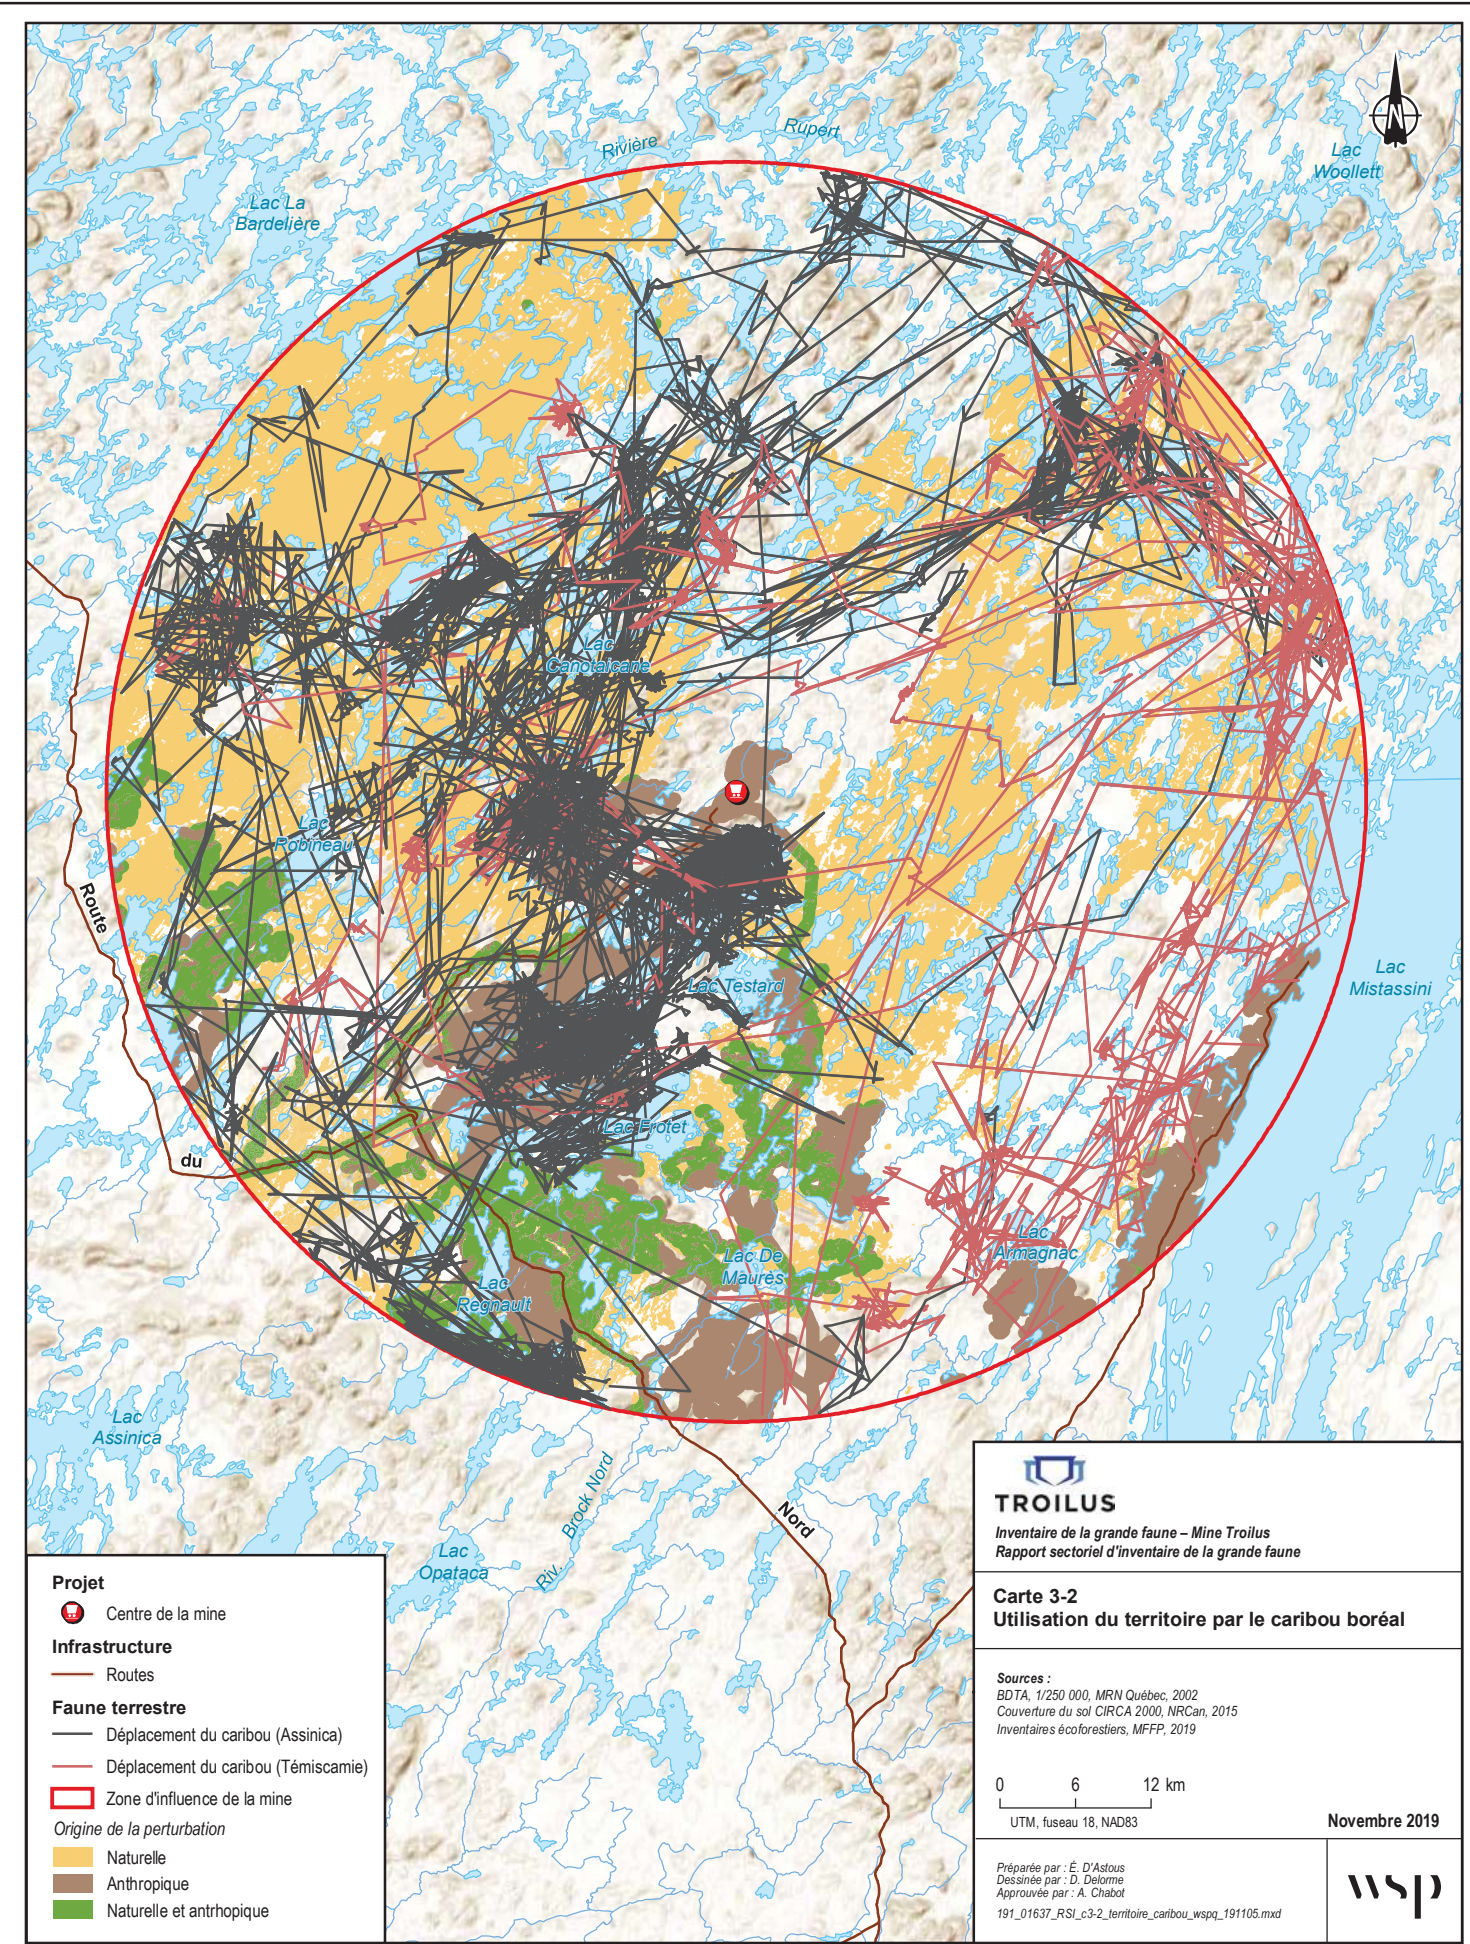 Rivière
Rupert
N
Lac
Woollett
Lac La
Bardelière
Lac
Canotaicane
Lac
Robineau
Route
Lac Testard
Lac
Mistassini
Lac Frotet
du
Lac
Armagnac
Lac De
Maurès
Lac
Regnault
Lac
Assinica
Riv. Brock Nord
Nord
Lac
Opataca
Projet
Centre de la mine
Infrastructure
Routes
Faune terrestre
Déplacement du caribou (Assinica)
Déplacement du caribou (Témiscamie)
Zone d'influence de la mine
Origine de la perturbation
Naturelle
Anthropique
Naturelle et antrhopique
TROILUS
Inventaire de la grande faune – Mine Troilus
Rapport sectoriel d'inventaire de la grande faune
Carte 3-2
Utilisation du territoire par le caribou boréal
Sources :
BDTA, 1/250 000, MRN Québec, 2002
Couverture du sol CIRCA 2000, NRCan, 2015
Inventaires écoforestiers, MFFP, 2019
0 6 12 km
UTM, fuseau 18, NAD83
Novembre 2019
Préparée par : É. D'Astous
Dessinée par : D. Delorme
Approuvée par : A. Chabot
191_01637_RSI_c3-2_territoire_caribou_wspq_191105.mxd
wsp